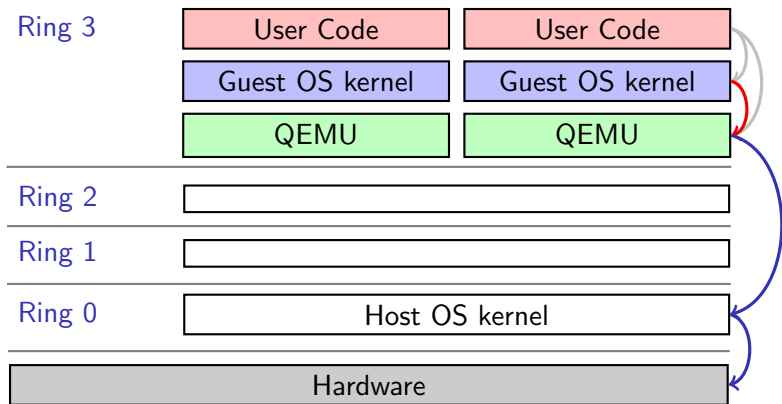 Ring 3
User Code
User Code
Guest OS kernel
Guest OS kernel
QEMU
QEMU
Ring 2
Ring 1
Ring 0
Host OS kernel
Hardware